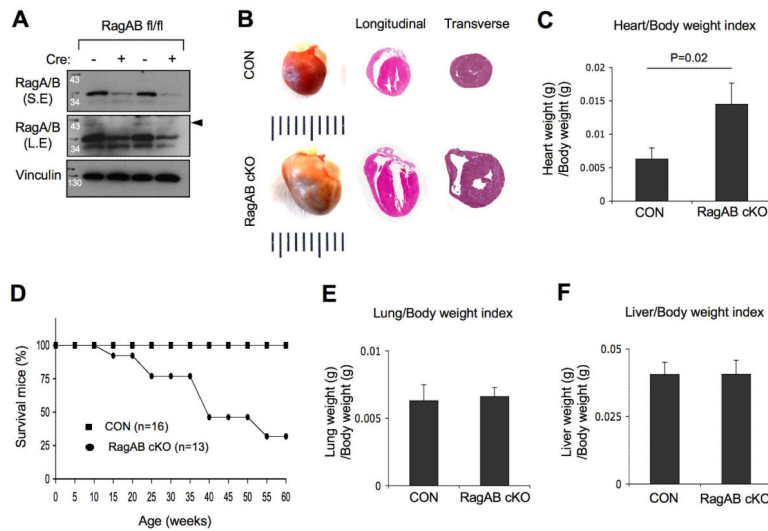 A
RagAB fl/fl
Cre: - + - +
RagA/B
(S.E)
43
34
RagA/B
(L.E)
43
34
Vinculin
130
B
Longitudinal
Transverse
CON
RagAB cKO
C
Heart/Body weight index
P=0.02
Heart weight (g)
/Body weight (g)
0.02
0.015
0.01
0.005
0
CON
RagAB cKO
D
Survival mice (%)
100
75
50
25
0
CON (n=16)
RagAB cKO (n=13)
0 5 10 15 20 25 30 35 40 45 50 55 60
Age (weeks)
E
Lung/Body weight index
Lung weight (g)
/Body weight (g)
0.01
0.005
0
CON
RagAB cKO
F
Liver/Body weight index
Liver weight (g)
/Body weight (g)
0.05
0.025
0
CON
RagAB cKO